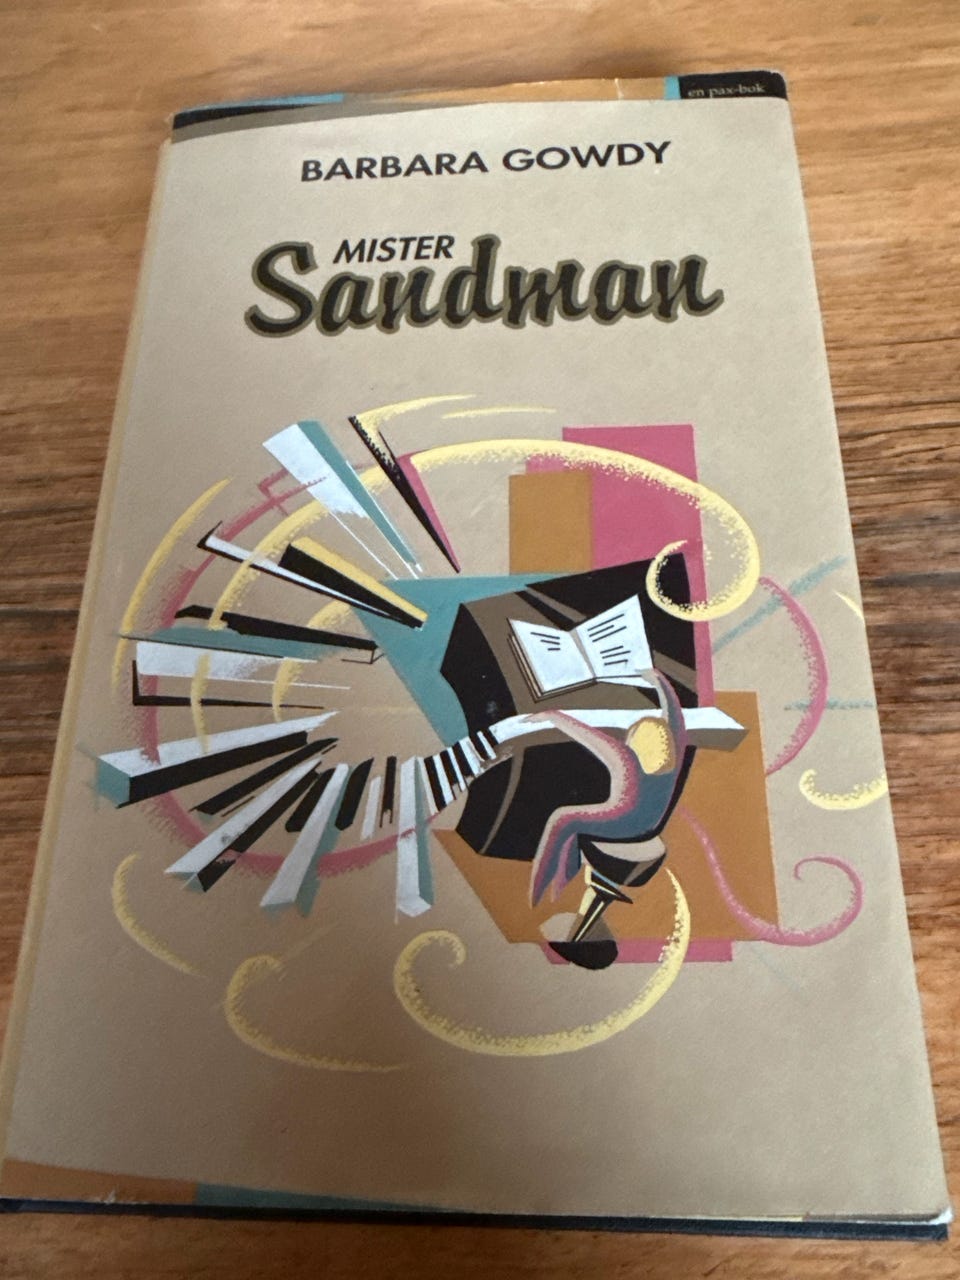 en pax-bok
BARBARA GOWDY
MISTER
Sandman